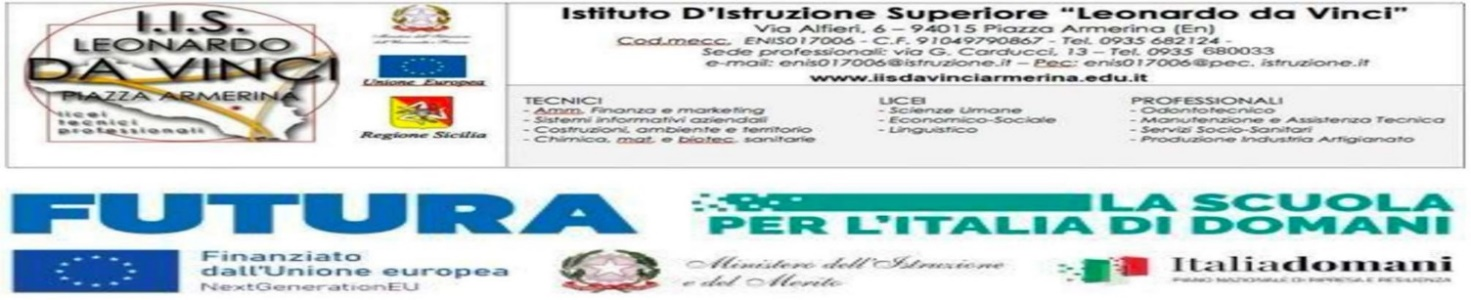 I.I.S.
LEONARDO
DA VINCI
PIAZZA ARMERINA
licei
tecnici
professionali
Unione Europea
Regione Sicilia
Istituto D'Istruzione Superiore "Leonardo da Vinci"
Via Alfieri, 6 – 94015 Piazza Armerina (En)
Cod.mecc. ENIS017006 - C.F. 91049790867 - Tel. 0935 682124 -
Sede professionali: via G. Carducci, 13 – Tel. 0935 680033
e-mail: enis017006@istruzione.it – Pec: enis017006@pec. istruzione.it
www.iisdavinciarmerina.edu.it
TECNICI
- Amm. Finanza e marketing
- Sistemi informativi aziendali
- Costruzioni, ambiente e territorio
- Chimica, mat. e biotec. sanitarie
LICEI
- Scienze Umane
- Economico-Sociale
- Linguistico
PROFESSIONALI
- Odontotecnico
- Manutenzione e Assistenza Tecnica
- Servizi Socio-Sanitari
- Produzione Industria Artigianato
FUTURA
LA SCUOLA
PER L'ITALIA DI DOMANI
Finanziato
dall'Unione europea
NextGenerationEU
Ministero dell'Istruzione
e del Merito
Italiadomani
PIANO NAZIONALE DI RIPRESA E RESILIENZA